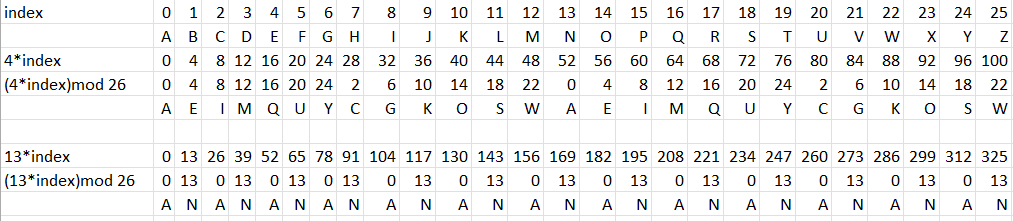 index 0 1 2 3 4 5 6 7 8 9 10 11 12 13 14 15 16 17 18 19 20 21 22 23 24 25
A B C D E F G H I J K L M N O P Q R S T U V W X Y Z
4*index 0 4 8 12 16 20 24 28 32 36 40 44 48 52 56 60 64 68 72 76 80 84 88 92 96 100
(4*index)mod 26 0 4 8 12 16 20 24 2 6 10 14 18 22 0 4 8 12 16 20 24 2 6 10 14 18 22
A E I M Q U Y C G K O S W A E I M Q U Y C G K O S W
13*index 0 13 26 39 52 65 78 91 104 117 130 143 156 169 182 195 208 221 234 247 260 273 286 299 312 325
(13*index)mod 26 0 13 0 13 0 13 0 13 0 13 0 13 0 13 0 13 0 13 0 13 0 13 0 13 0 13
A N A N A N A N A N A N A N A N A N A N A N A N A N